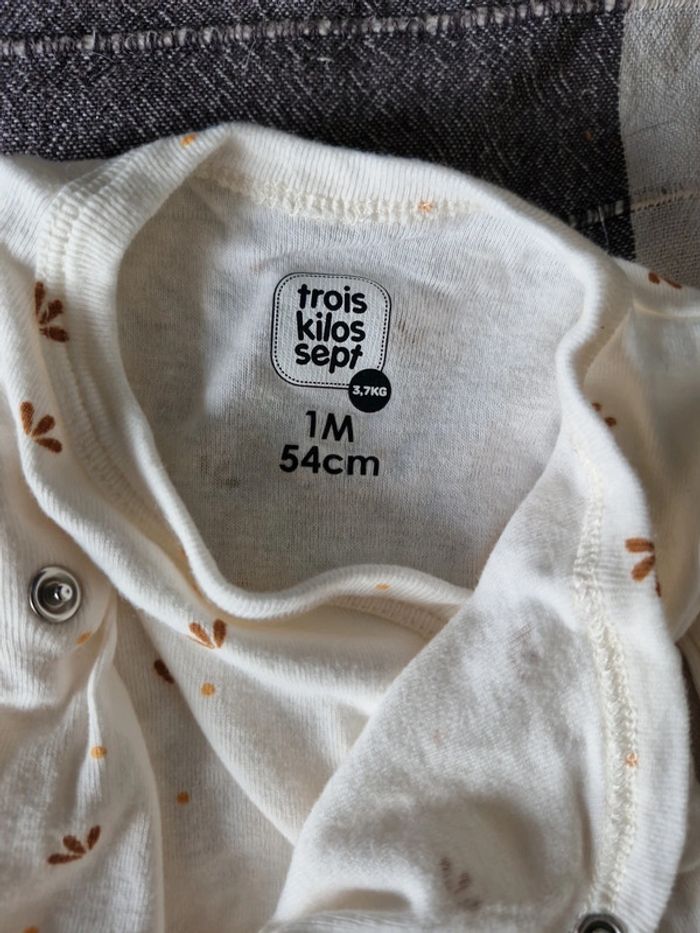 trois
kilos
sept
3,7KG
1M
54cm